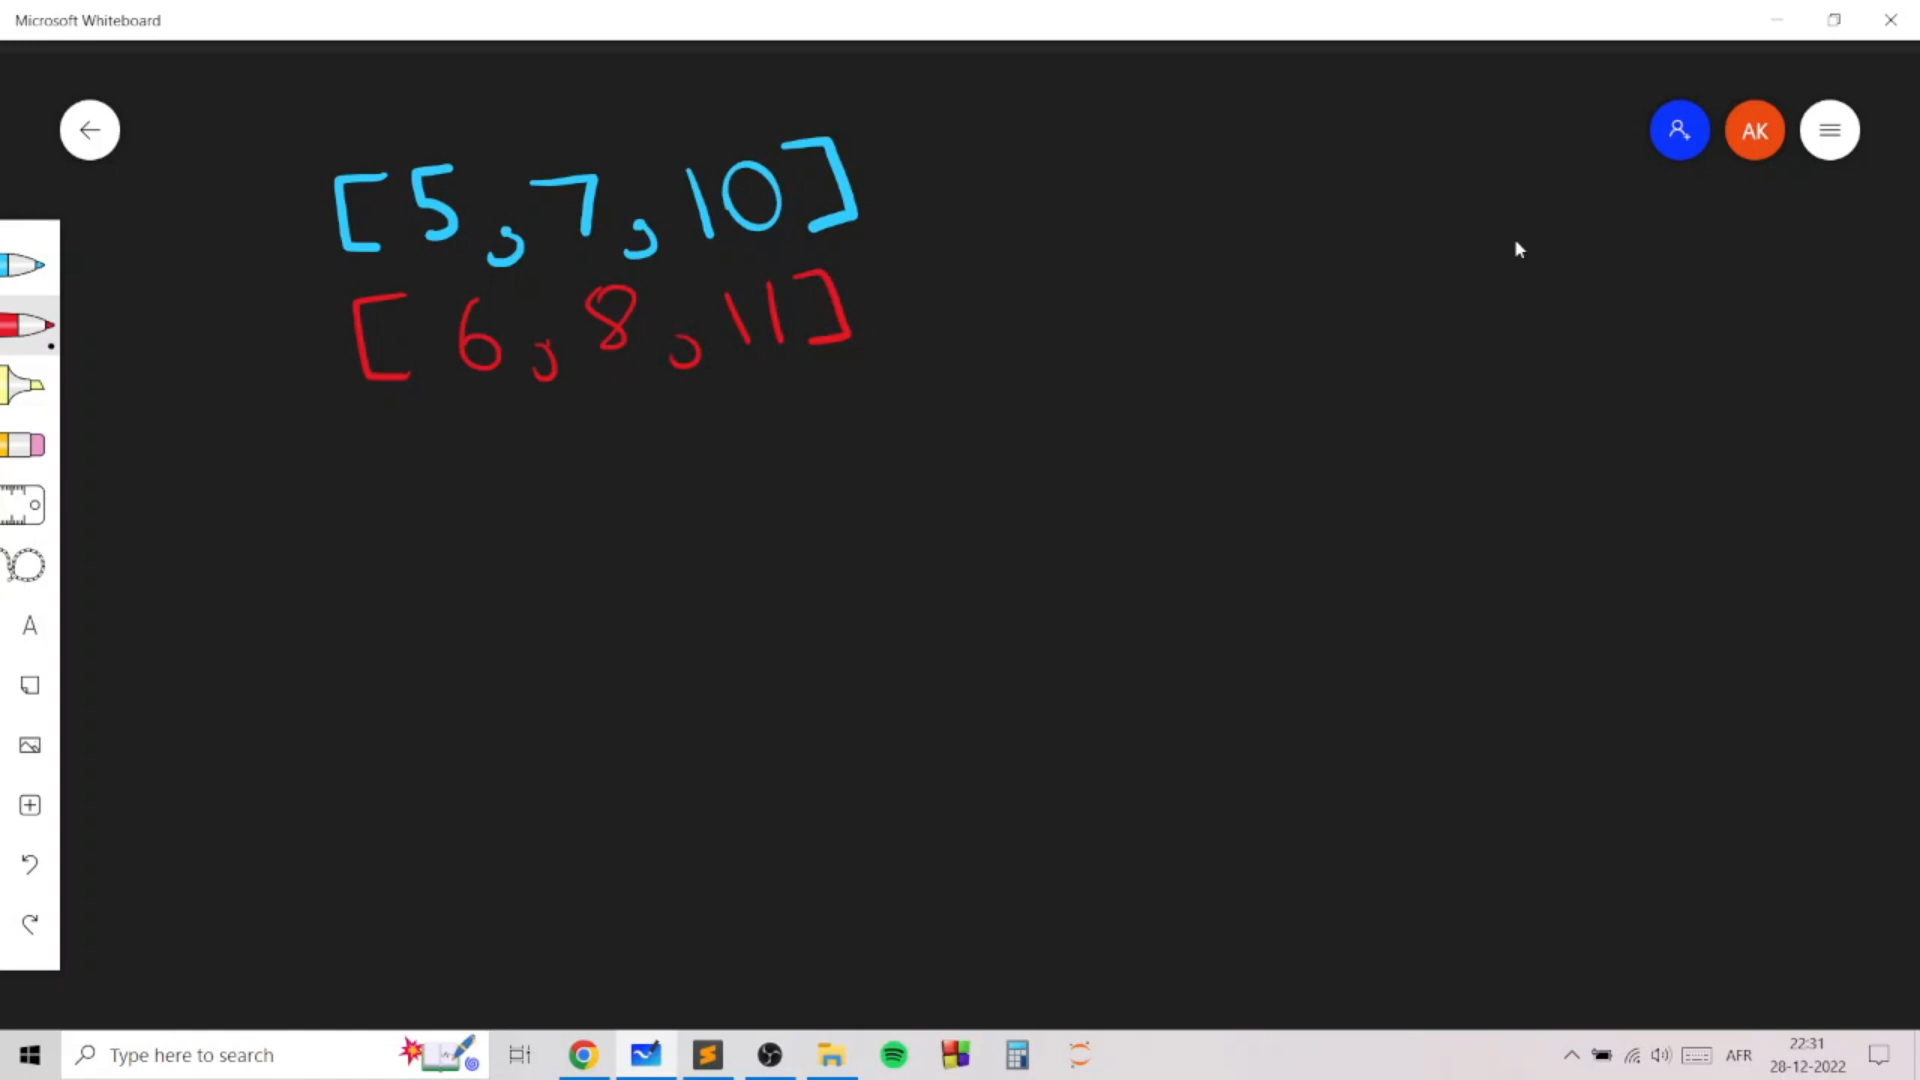 Microsoft Whiteboard
AK
[5,7,10]
[6,8,11]
A
Type here to search
AFR
22:31
28-12-2022